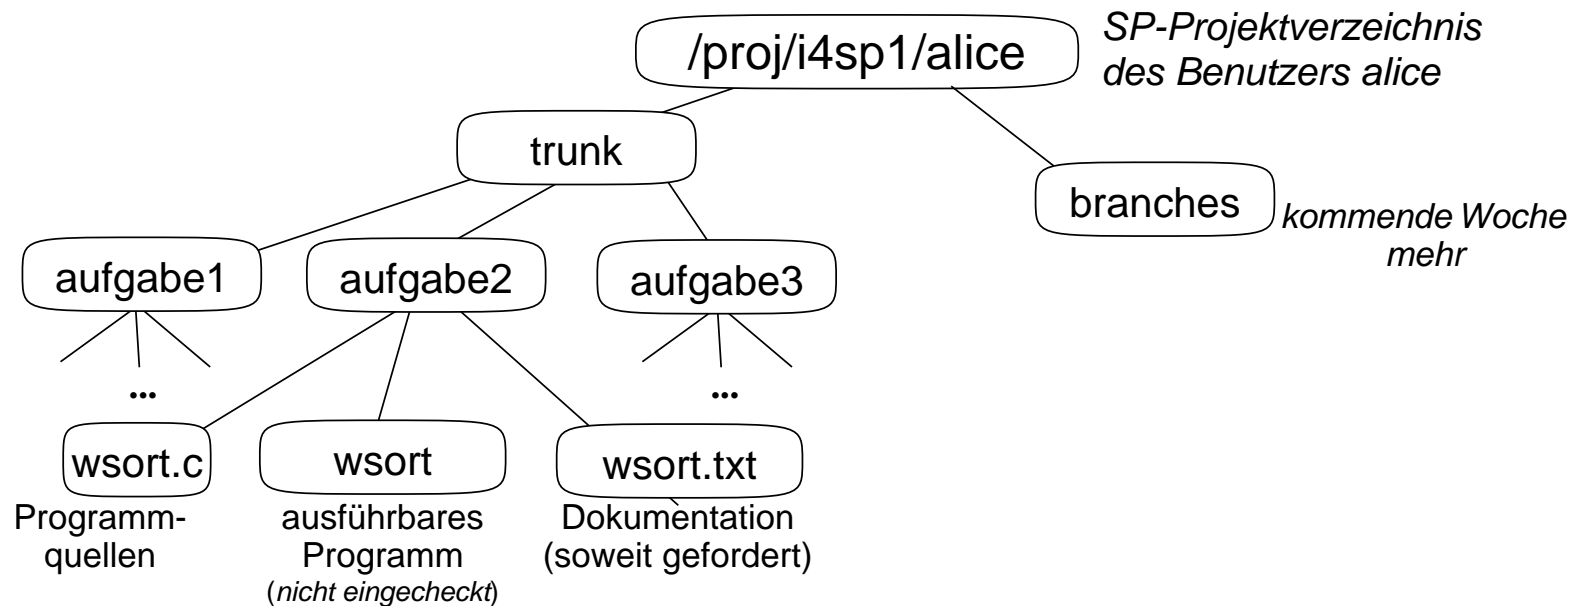 /proj/i4sp1/alice
SP-Projektverzeichnis
des Benutzers alice
trunk
branches
kommende Woche
mehr
aufgabe1
aufgabe2
aufgabe3
...
...
wsort.c
wsort
wsort.txt
Programm-
quellen
ausführbares
Programm
(nicht eingecheckt)
Dokumentation
(soweit gefordert)